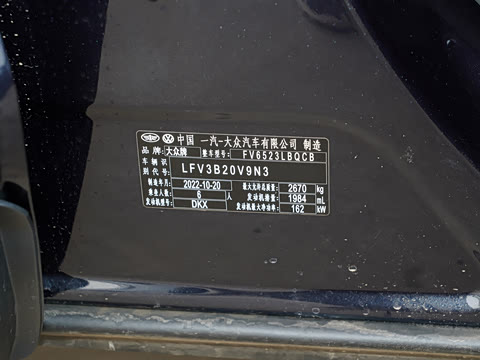 中国 一汽-大众汽车有限公司 制造
品牌:大众牌 整车型号: FV6523LBQCB
车辆识别代号: LFV3B20V9N3
制造年月: 2022-10-20 最大允许总质量: 2670 kg
乘坐人数: 6 人 发动机排量: 1984 mL
发动机型号: DKX 发动机最大净功率: 162 kW